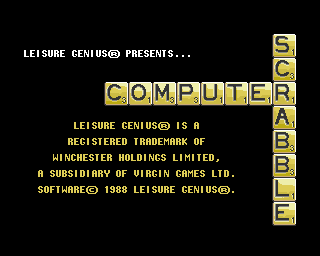 LEISURE GENIUS® PRESENTS...
COMPUTER
SCRABBLE
LEISURE GENIUS® IS A
REGISTERED TRADEMARK OF
WINCHESTER HOLDINGS LIMITED,
A SUBSIDIARY OF VIRGIN GAMES LTD.
SOFTWARE© 1988 LEISURE GENIUS®.